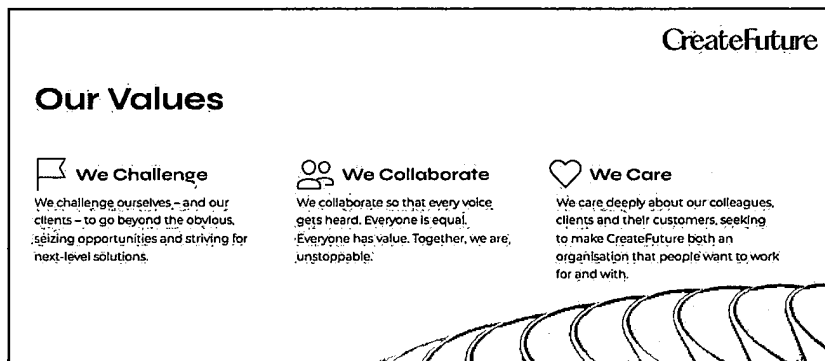 CreateFuture
Our Values
We Challenge
We challenge ourselves – and our
clients – to go beyond the obvious,
seizing opportunities and striving for
next-level solutions.
We Collaborate
We collaborate so that every voice
gets heard. Everyone is equal.
Everyone has value. Together, we are
unstoppable.
We Care
We care deeply about our colleagues,
clients and their customers, seeking
to make CreateFuture both an
organisation that people want to work
for and with.